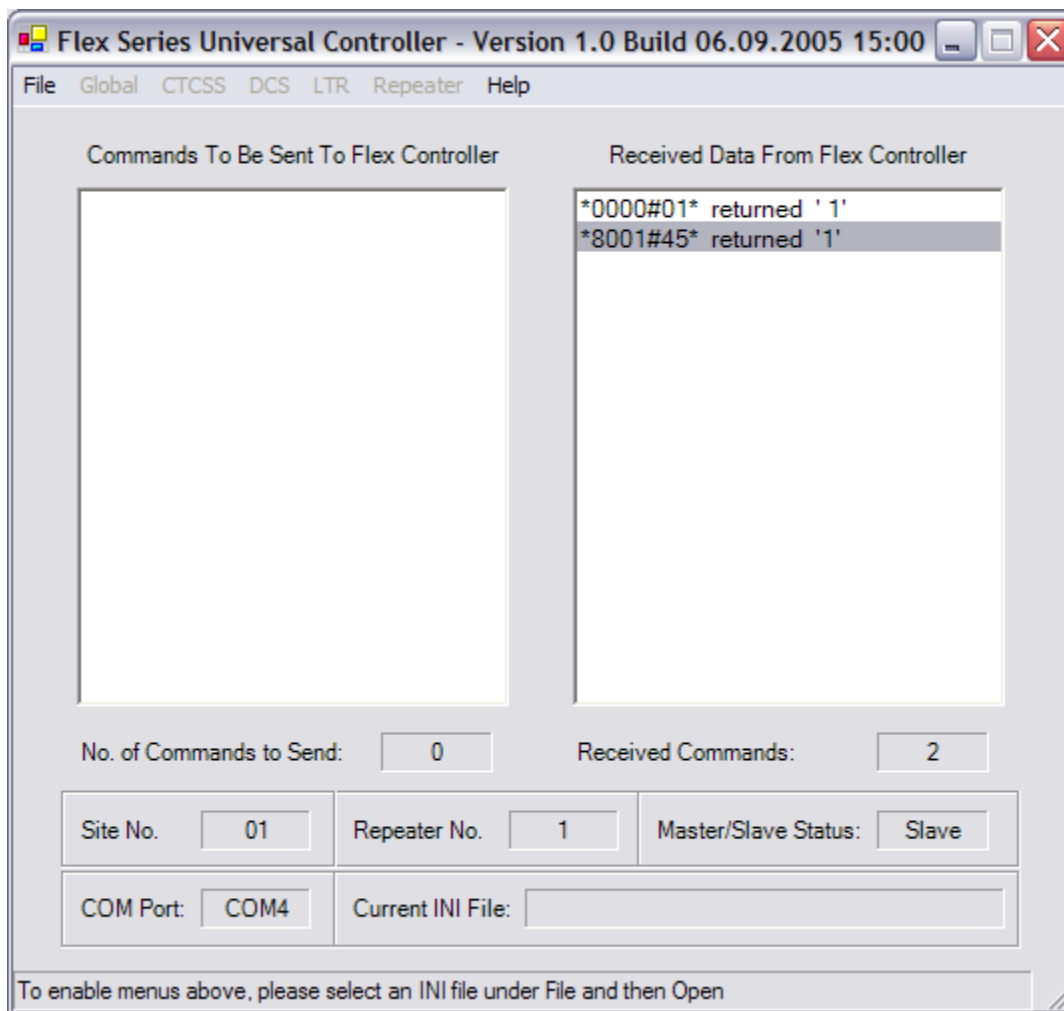 Flex Series Universal Controller - Version 1.0 Build 06.09.2005 15:00
File Global CTCSS DCS LTR Repeater Help
Commands To Be Sent To Flex Controller
Received Data From Flex Controller
*0000#01* returned ' 1'
*8001#45* returned '1'
No. of Commands to Send: 0
Received Commands: 2
Site No. 01
Repeater No. 1
Master/Slave Status: Slave
COM Port: COM4
Current INI File:
To enable menus above, please select an INI file under File and then Open